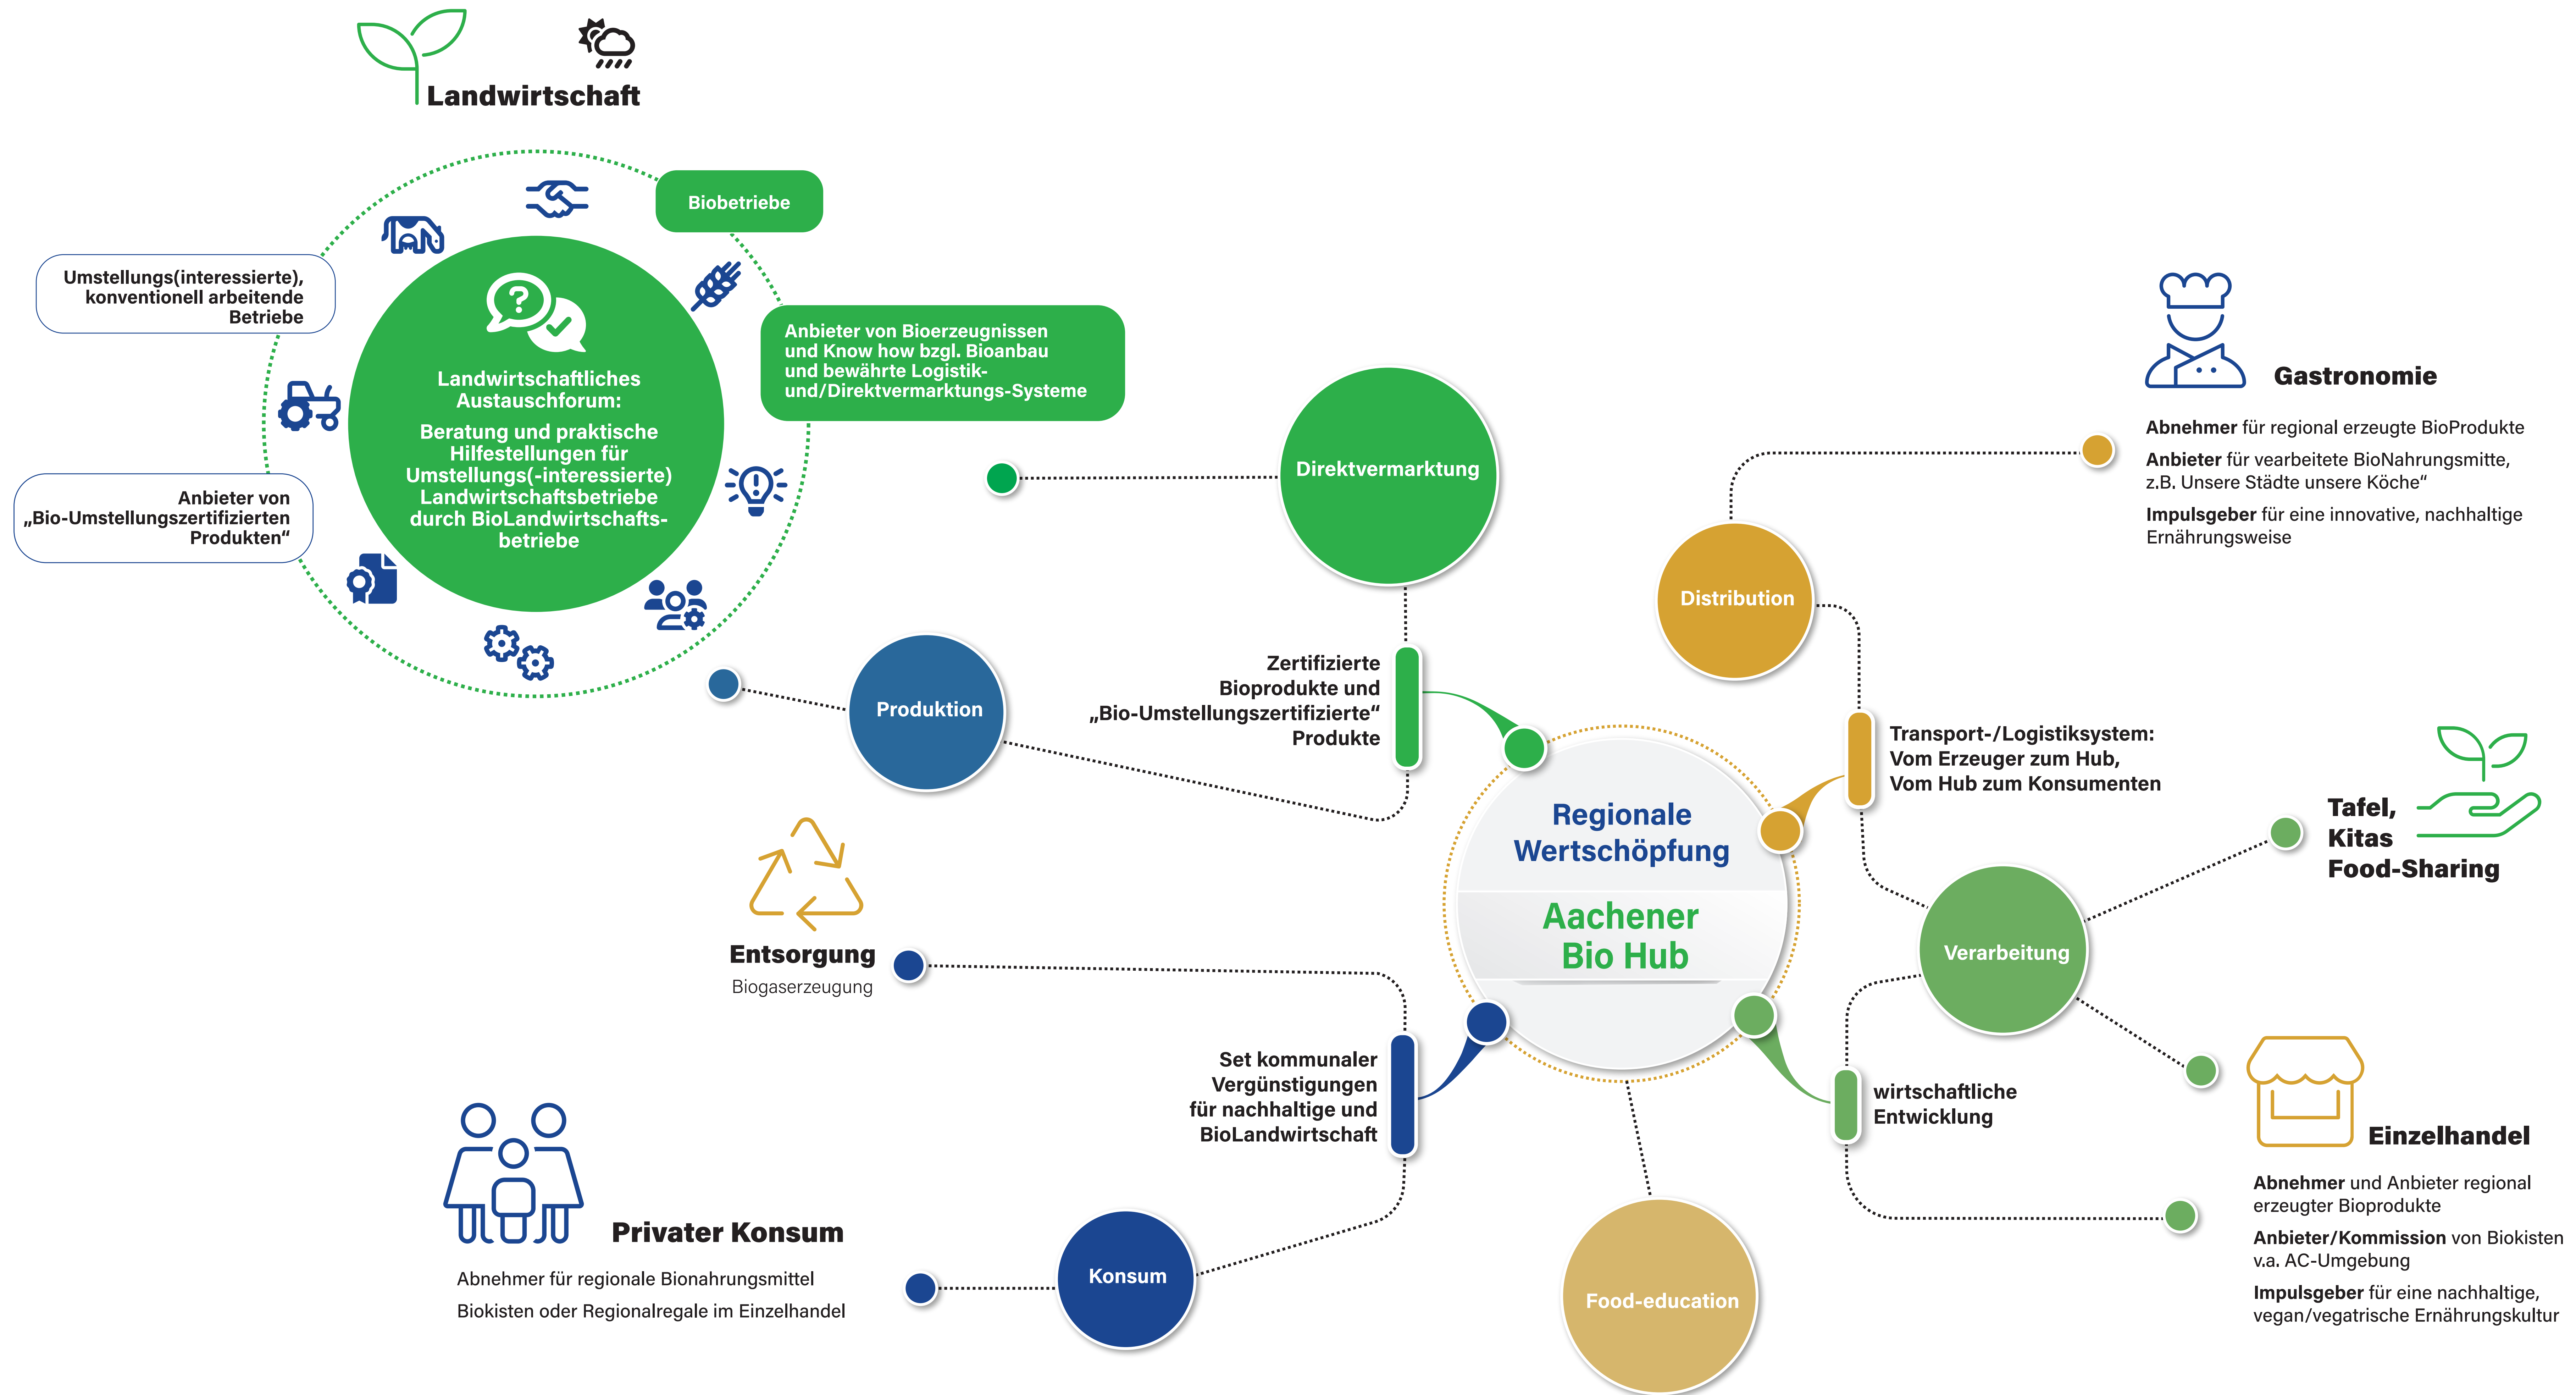 Landwirtschaft
Biobetriebe
Umstellungs(interessierte),
konventionell arbeitende
Betriebe
Anbieter von Bioerzeugnissen
und Know how bzgl. Bioanbau
und bewährte Logistik-
und/Direktvermarktungs-Systeme
Landwirtschaftliches
Austauschforum:
Beratung und praktische
Hilfestellungen für
Umstellungs(-interessierte)
Landwirtschaftsbetriebe
durch BioLandwirtschafts-
betriebe
Anbieter von
„Bio-Umstellungszertifizierten
Produkten“
Direktvermarktung
Produktion
Zertifizierte
Bioprodukte und
„Bio-Umstellungszertifizierte“
Produkte
Gastronomie
Abnehmer für regional erzeugte BioProdukte
Anbieter für vearbeitete BioNahrungsmitte,
z.B. Unsere Städte unsere Köche“
Impulsgeber für eine innovative, nachhaltige
Ernährungsweise
Distribution
Transport-/Logistiksystem:
Vom Erzeuger zum Hub,
Vom Hub zum Konsumenten
Regionale
Wertschöpfung
Aachener
Bio Hub
Tafel,
Kitas
Food-Sharing
Verarbeitung
Entsorgung
Biogaserzeugung
Set kommunaler
Vergünstigungen
für nachhaltige und
BioLandwirtschaft
wirtschaftliche
Entwicklung
Einzelhandel
Abnehmer und Anbieter regional
erzeugter Bioprodukte
Anbieter/Kommission von Biokisten
v.a. AC-Umgebung
Impulsgeber für eine nachhaltige,
vegan/vegatrische Ernährungskultur
Privater Konsum
Abnehmer für regionale Bionahrungsmittel
Biokisten oder Regionalregale im Einzelhandel
Konsum
Food-education